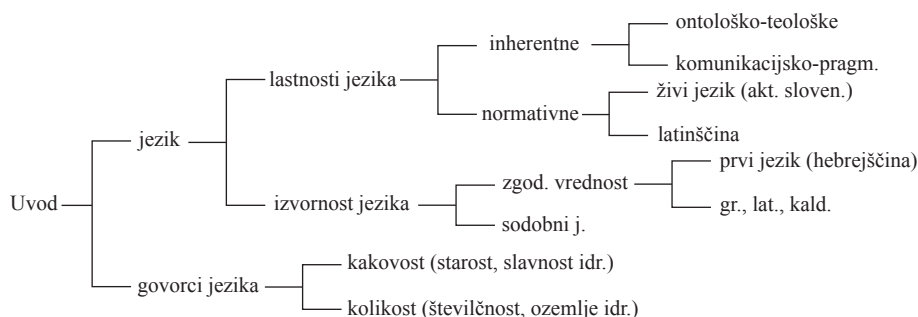 ontološko-teološke
inherentne
komunikacijsko-pragm.
lastnosti jezika
živi jezik (akt. sloven.)
normativne
latinščina
jezik
prvi jezik (hebrejščina)
zgod. vrednost
Uvod
izvornost jezika
gr., lat., kald.
sodobni j.
kakovost (starost, slavnost idr.)
govorci jezika
kolikost (številčnost, ozemlje idr.)